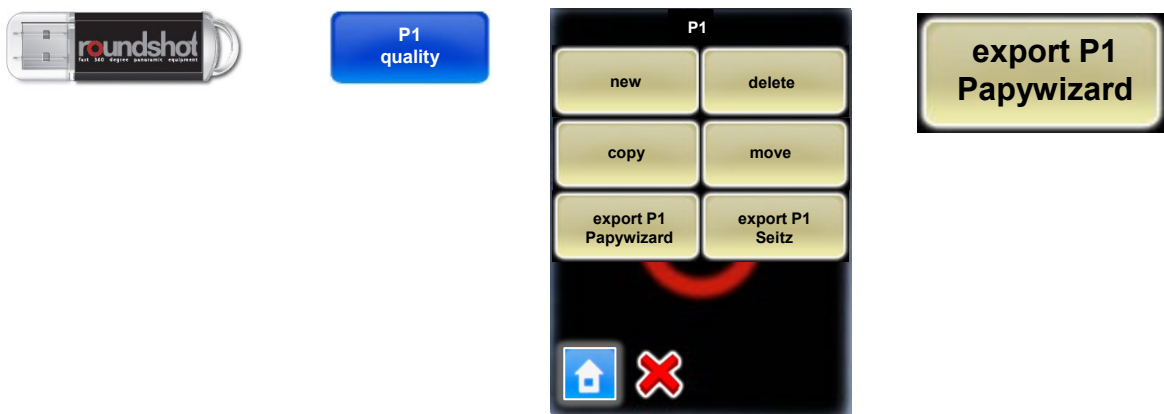 roundshot
fast 360 degree panoramic equipment
P1
quality
P1
new
delete
copy
move
export P1
Papywizard
export P1
Seitz
export P1
Papywizard